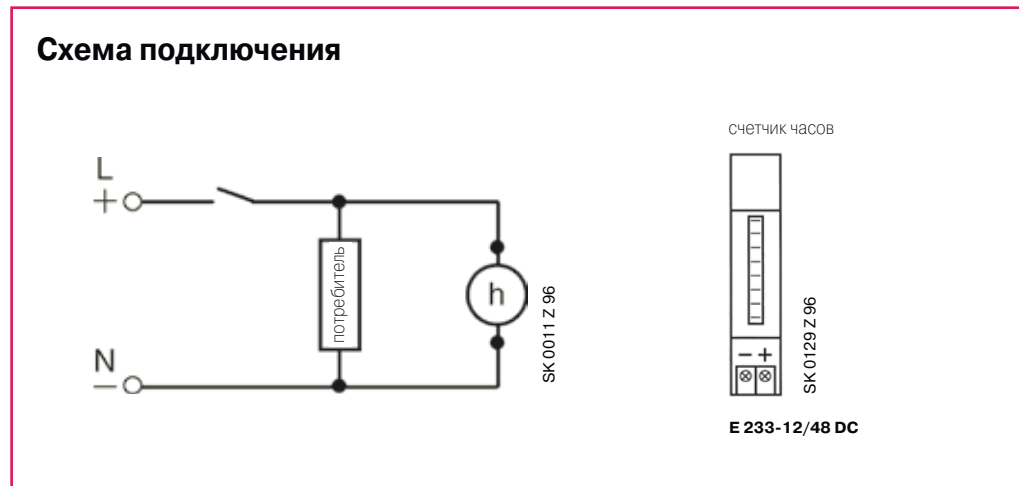 Схема подключения
L
+
N
−
потребитель
h
SK 0011 Z 96
счетчик часов
− +
SK 0129 Z 96
E 233-12/48 DC